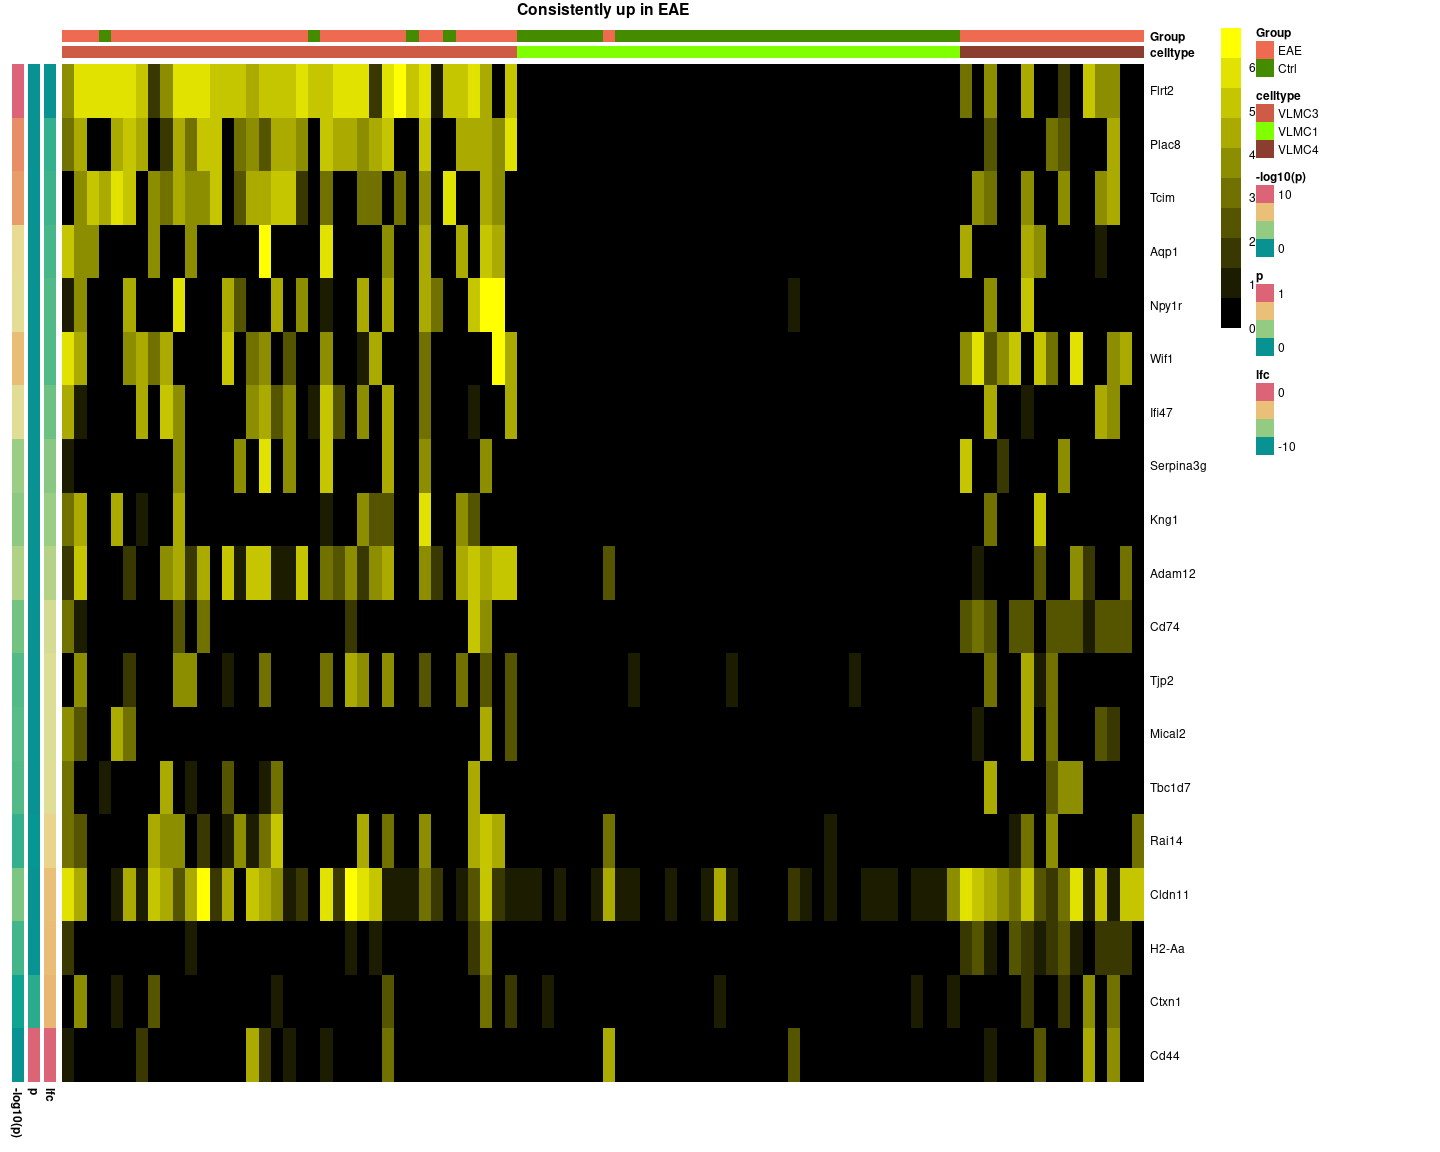 Consistently up in EAE
Group
celltype
Flrt2
Plac8
Tcim
Aqp1
Npy1r
Wif1
Ifi47
Serpina3g
Kng1
Adam12
Cd74
Tjp2
Mical2
Tbc1d7
Rai14
Cldn11
H2-Aa
Ctxn1
Cd44
6
5
4
3
2
1
0
Group
EAE
Ctrl
celltype
VLMC3
VLMC1
VLMC4
-log10(p)
10
0
p
1
0
lfc
0
-10
-log10(p)
p
lfc